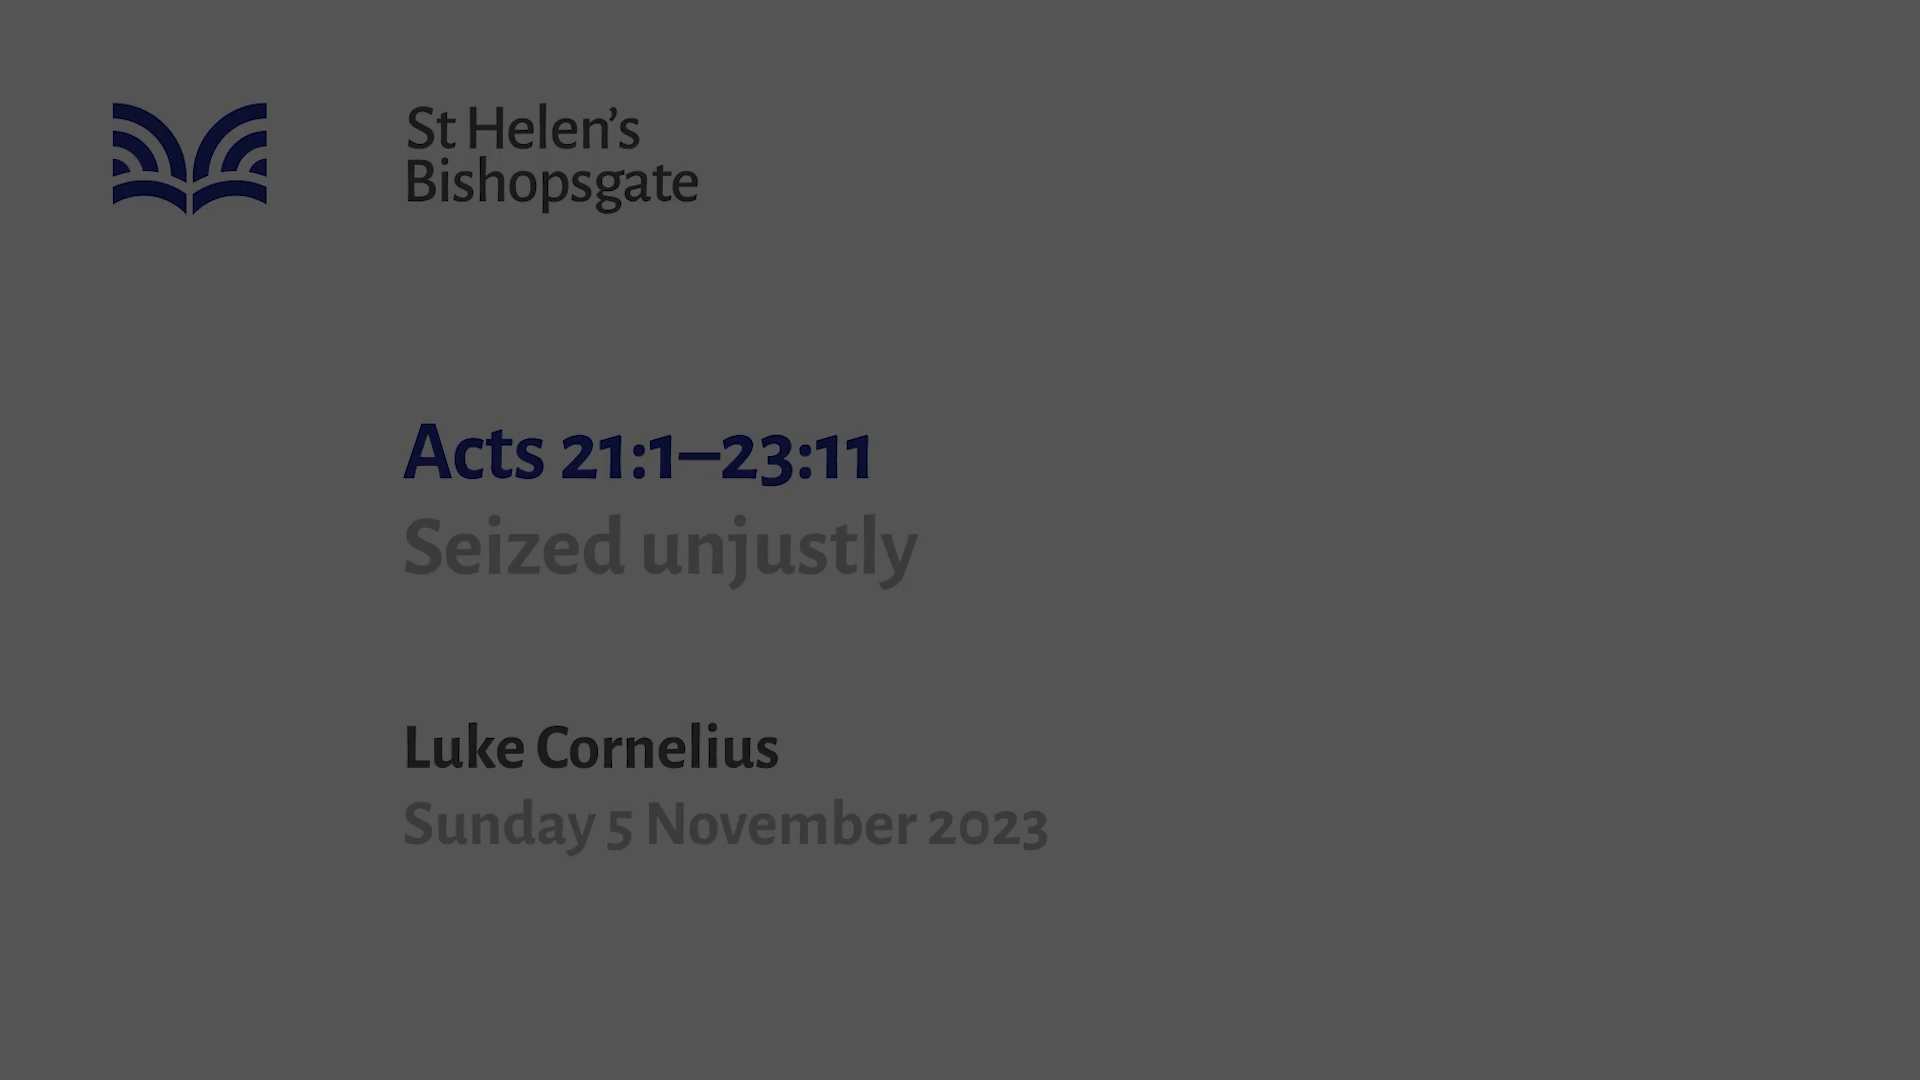 St Helen’s
Bishopsgate
Acts 21:1–23:11
Seized unjustly
Luke Cornelius
Sunday 5 November 2023